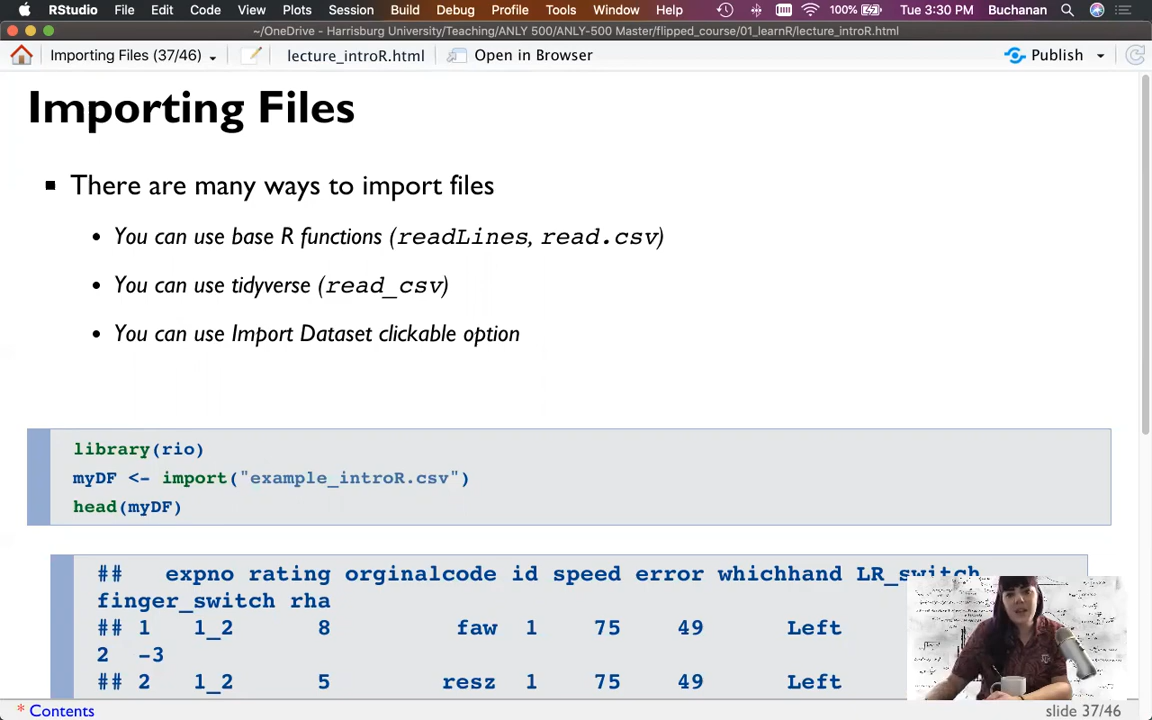 RStudio File Edit Code View Plots Session Build Debug Profile Tools Window Help 100% Tue 3:30 PM Buchanan
~/OneDrive - Harrisburg University/Teaching/ANLY 500/ANLY-500 Master/flipped_course/01_learnR/lecture_introR.html
Importing Files (37/46) lecture_introR.html Open in Browser Publish
Importing Files
There are many ways to import files
• You can use base R functions (readLines, read.csv)
• You can use tidyverse (read_csv)
• You can use Import Dataset clickable option
library(rio)
myDF <- import("example_introR.csv")
head(myDF)
## expno rating orginalcode id speed error whichhand LR_switch
finger_switch rha
## 1 1_2 8 faw 1 75 49 Left
2 -3
## 2 1_2 5 resz 1 75 49 Left
* Contents slide 37/46